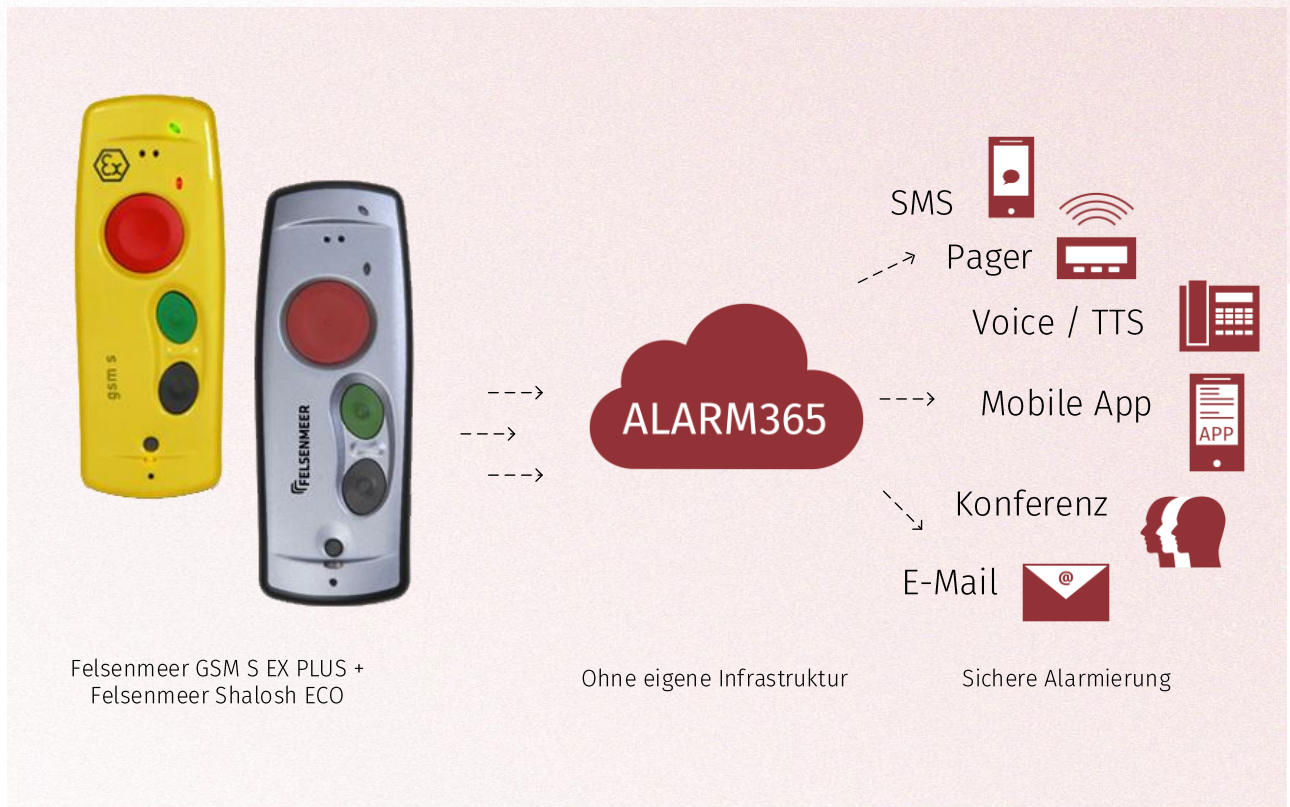 Ex
gsm s
FELSENMEER
ALARM365
SMS
Pager
Voice / TTS
Mobile App
APP
Konferenz
E-Mail
@
Felsenmeer GSM S EX PLUS +
Felsenmeer Shalosh ECO
Ohne eigene Infrastruktur
Sichere Alarmierung